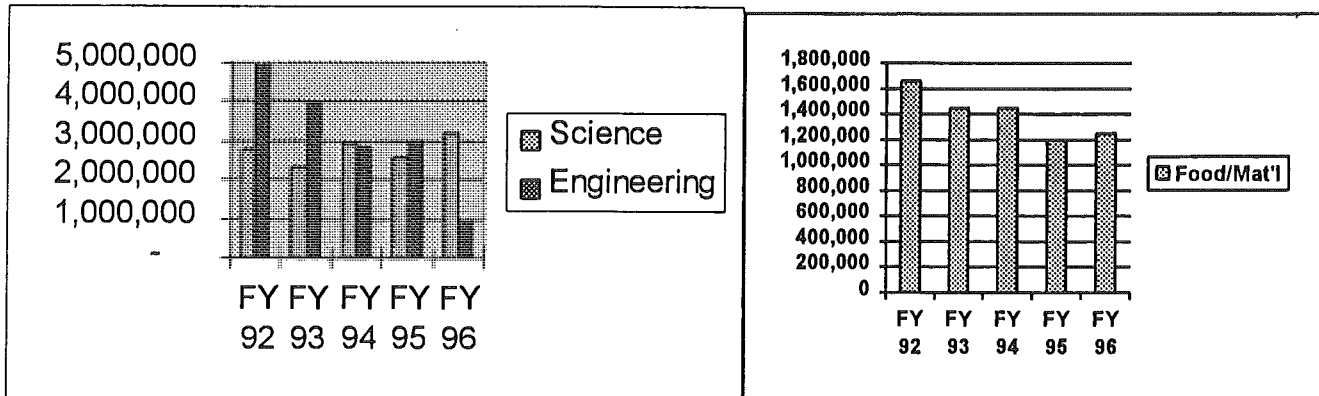 5,000,000
4,000,000
3,000,000
2,000,000
1,000,000
-
FY FY FY FY FY
92 93 94 95 96
Science
Engineering
1,800,000
1,600,000
1,400,000
1,200,000
1,000,000
800,000
600,000
400,000
200,000
0
FY FY FY FY FY
92 93 94 95 96
Food/Mat'l